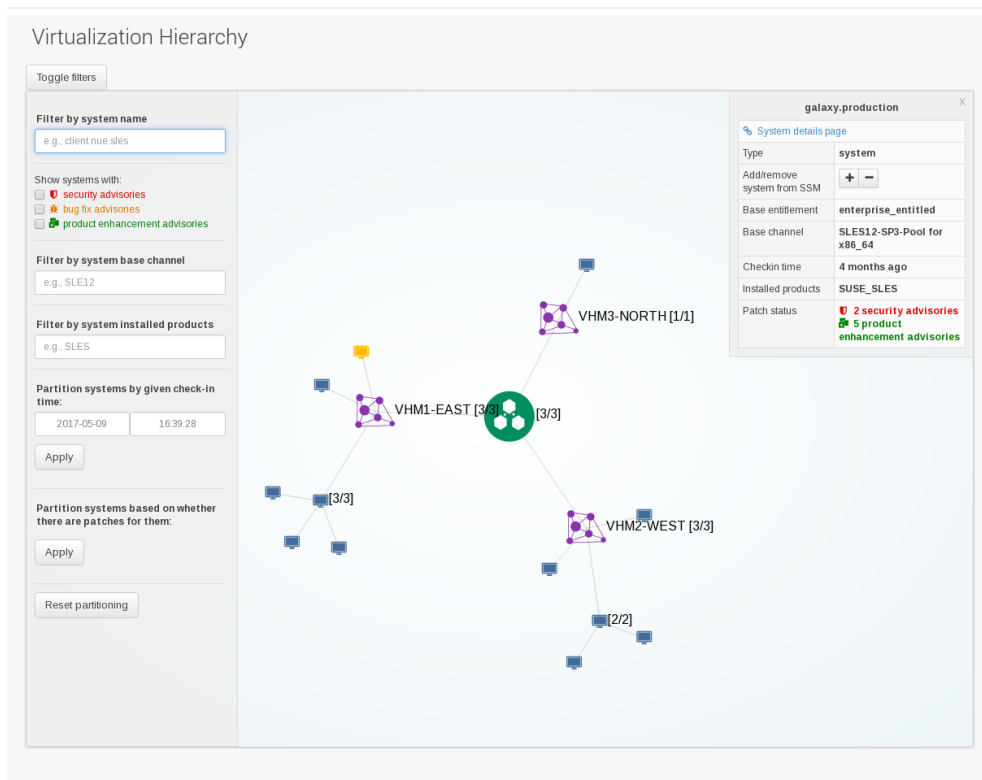 Virtualization Hierarchy
Toggle filters
Filter by system name
e.g., client.nue.sles
Show systems with:
security advisories
bug fix advisories
product enhancement advisories
Filter by system base channel
e.g., SLE12
Filter by system installed products
e.g., SLES
Partition systems by given check-in
time:
2017-05-09 16:39:28
Apply
Partition systems based on whether
there are patches for them:
Apply
Reset partitioning
VHM3-NORTH [1/1]
VHM1-EAST [3/3]
[3/3]
[3/3]
VHM2-WEST [3/3]
[2/2]
X
galaxy.production
System details page
Type system
Add/remove
system from SSM
Base entitlement enterprise_entitled
Base channel SLES12-SP3-Pool for
x86_64
Checkin time 4 months ago
Installed products SUSE_SLES
Patch status 2 security advisories
5 product
enhancement advisories